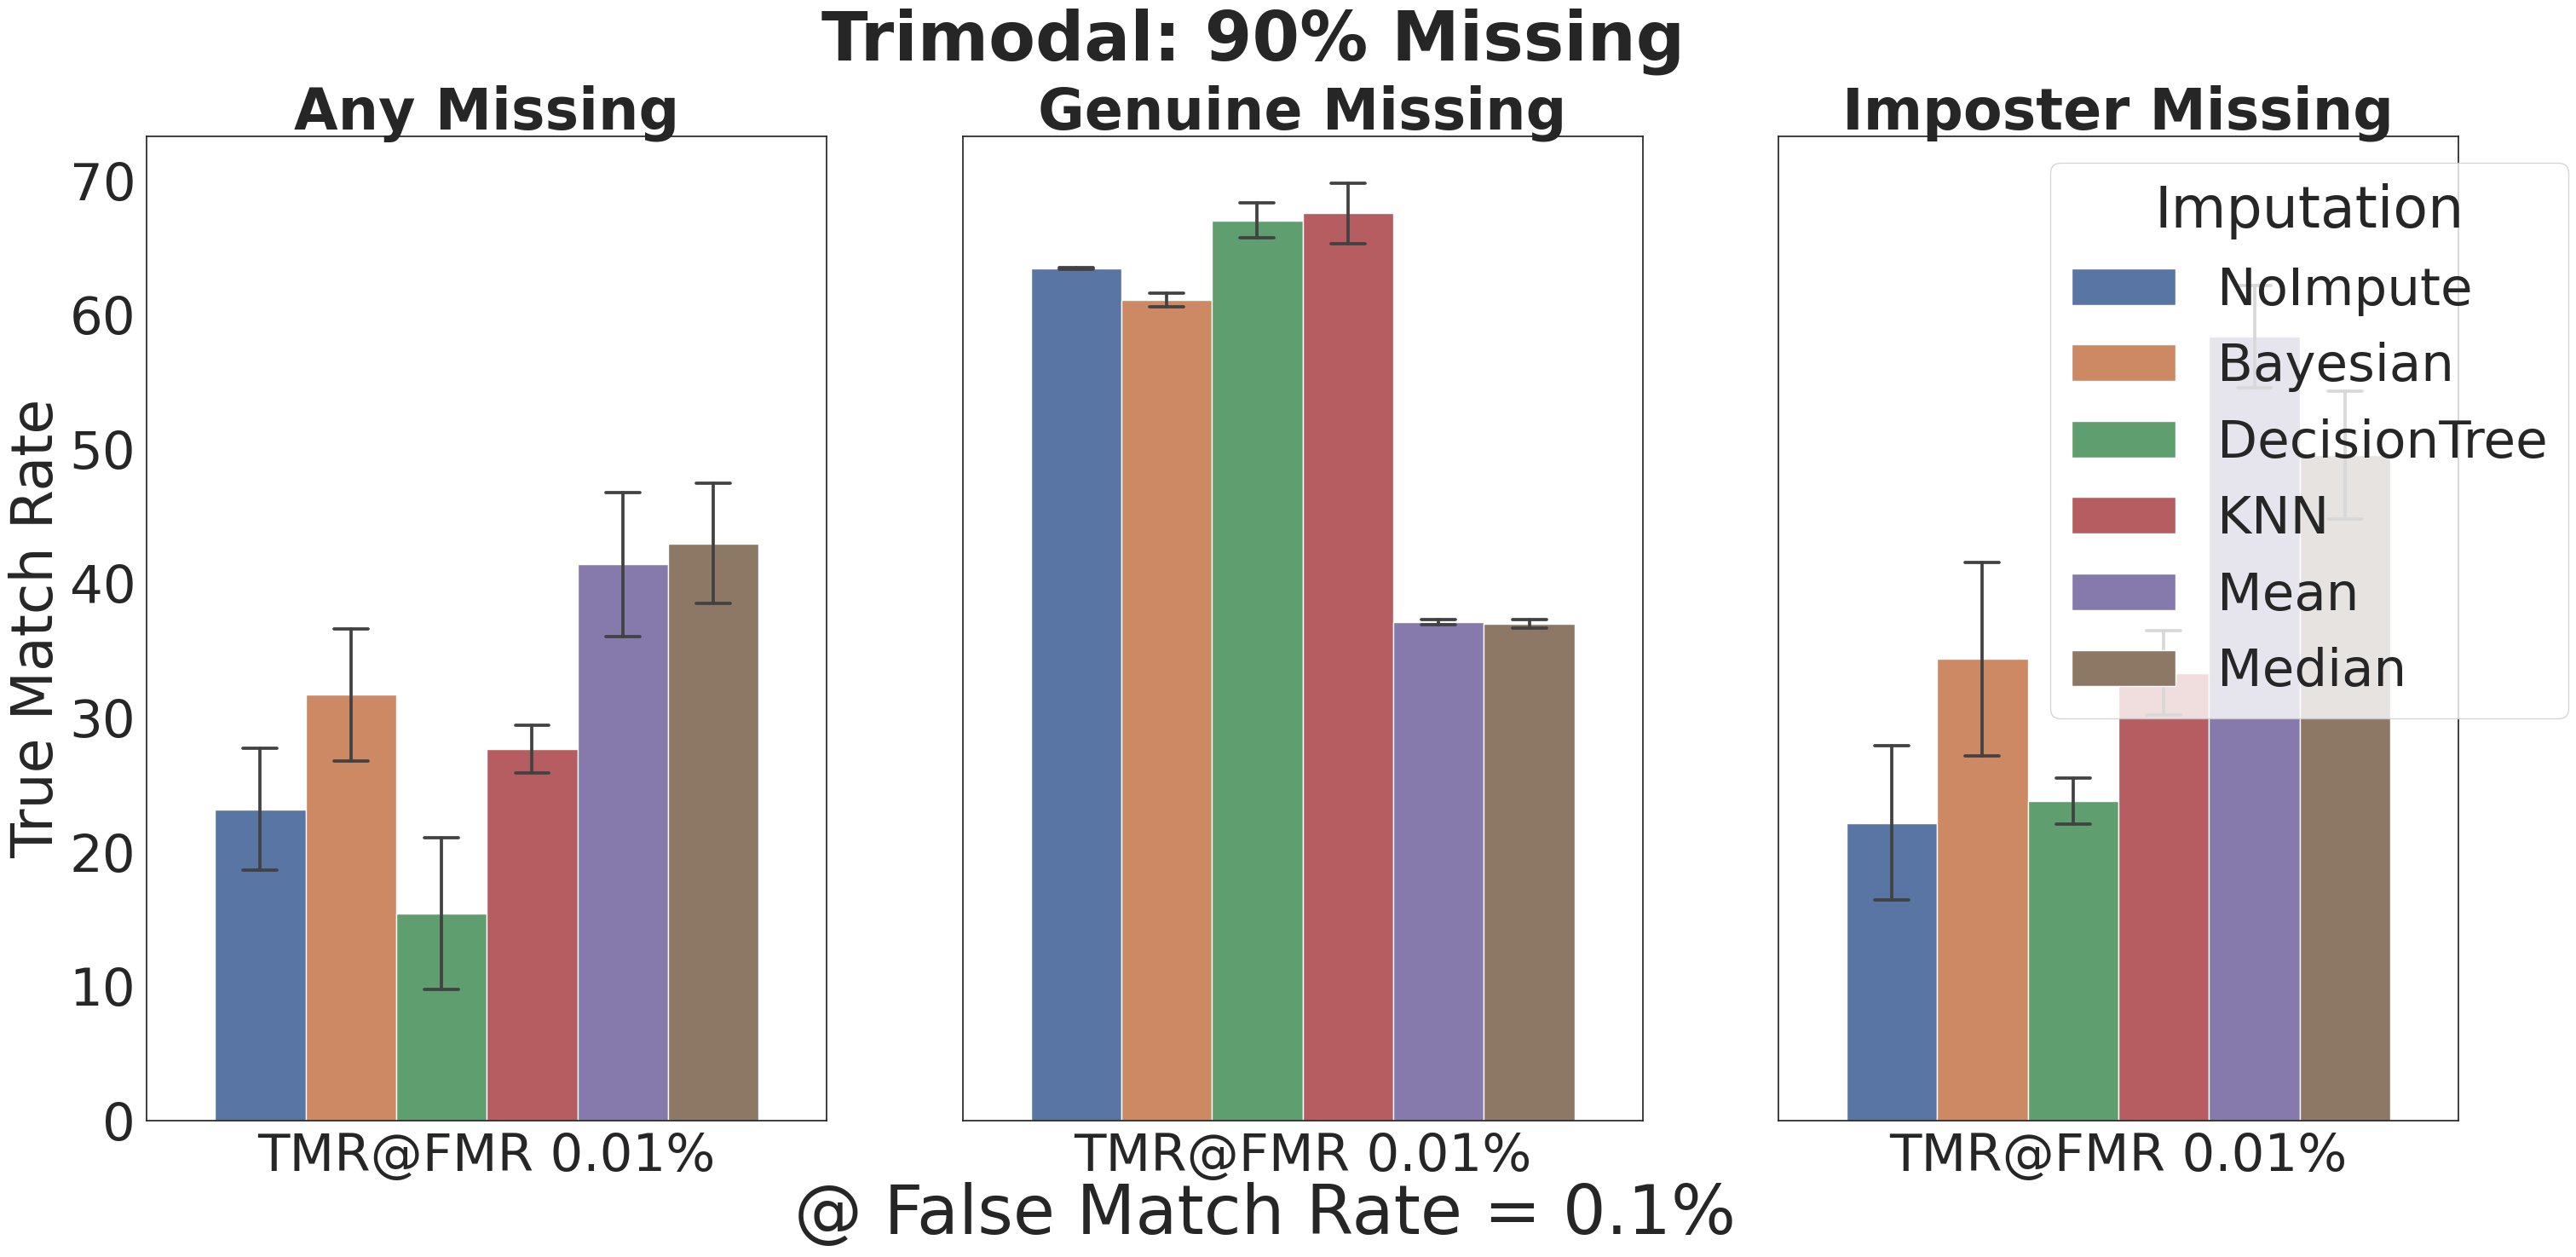 Trimodal: 90% Missing
Any Missing
Genuine Missing
Imposter Missing
True Match Rate
70
60
50
40
30
20
10
0
Imputation
NoImpute
Bayesian
DecisionTree
KNN
Mean
Median
TMR@FMR 0.01%
TMR@FMR 0.01%
TMR@FMR 0.01%
@ False Match Rate = 0.1%